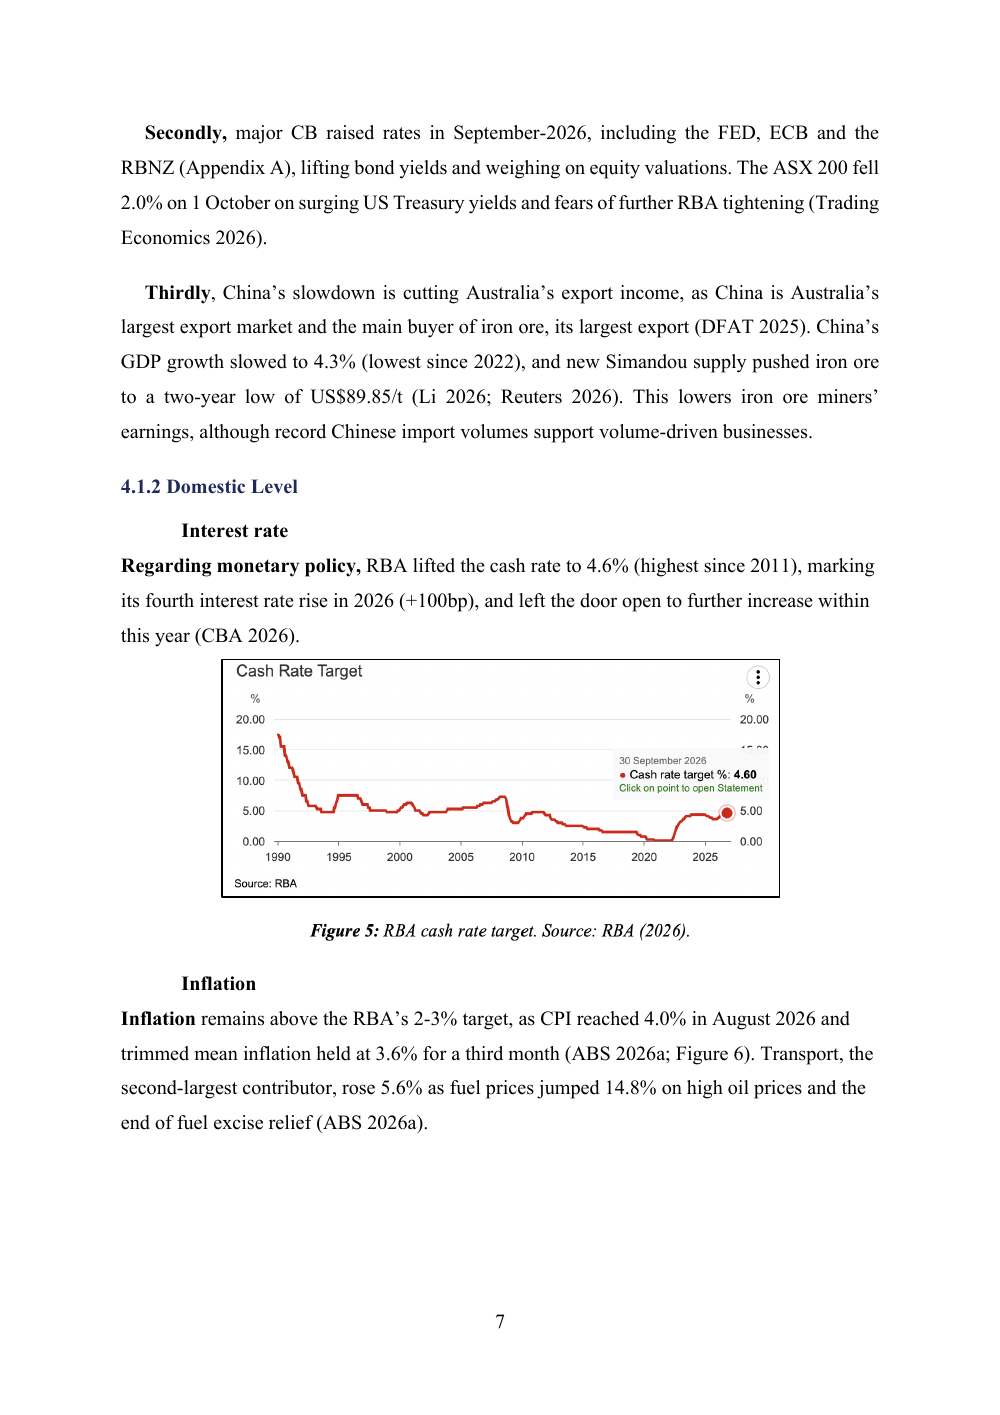 Secondly, major CB raised rates in September-2026, including the FED, ECB and the
RBNZ (Appendix A), lifting bond yields and weighing on equity valuations. The ASX 200 fell
2.0% on 1 October on surging US Treasury yields and fears of further RBA tightening (Trading
Economics 2026).
Thirdly, China’s slowdown is cutting Australia’s export income, as China is Australia’s
largest export market and the main buyer of iron ore, its largest export (DFAT 2025). China’s
GDP growth slowed to 4.3% (lowest since 2022), and new Simandou supply pushed iron ore
to a two-year low of US$89.85/t (Li 2026; Reuters 2026). This lowers iron ore miners’
earnings, although record Chinese import volumes support volume-driven businesses.
4.1.2 Domestic Level
Interest rate
Regarding monetary policy, RBA lifted the cash rate to 4.6% (highest since 2011), marking
its fourth interest rate rise in 2026 (+100bp), and left the door open to further increase within
this year (CBA 2026).
Cash Rate Target
% %
20.00 20.00
15.00
30 September 2026
Cash rate target %: 4.60
10.00
Click on point to open Statement
5.00 5.00
0.00 0.00
1990 1995 2000 2005 2010 2015 2020 2025
Source: RBA
Figure 5: RBA cash rate target. Source: RBA (2026).
Inflation
Inflation remains above the RBA’s 2-3% target, as CPI reached 4.0% in August 2026 and
trimmed mean inflation held at 3.6% for a third month (ABS 2026a; Figure 6). Transport, the
second-largest contributor, rose 5.6% as fuel prices jumped 14.8% on high oil prices and the
end of fuel excise relief (ABS 2026a).
7